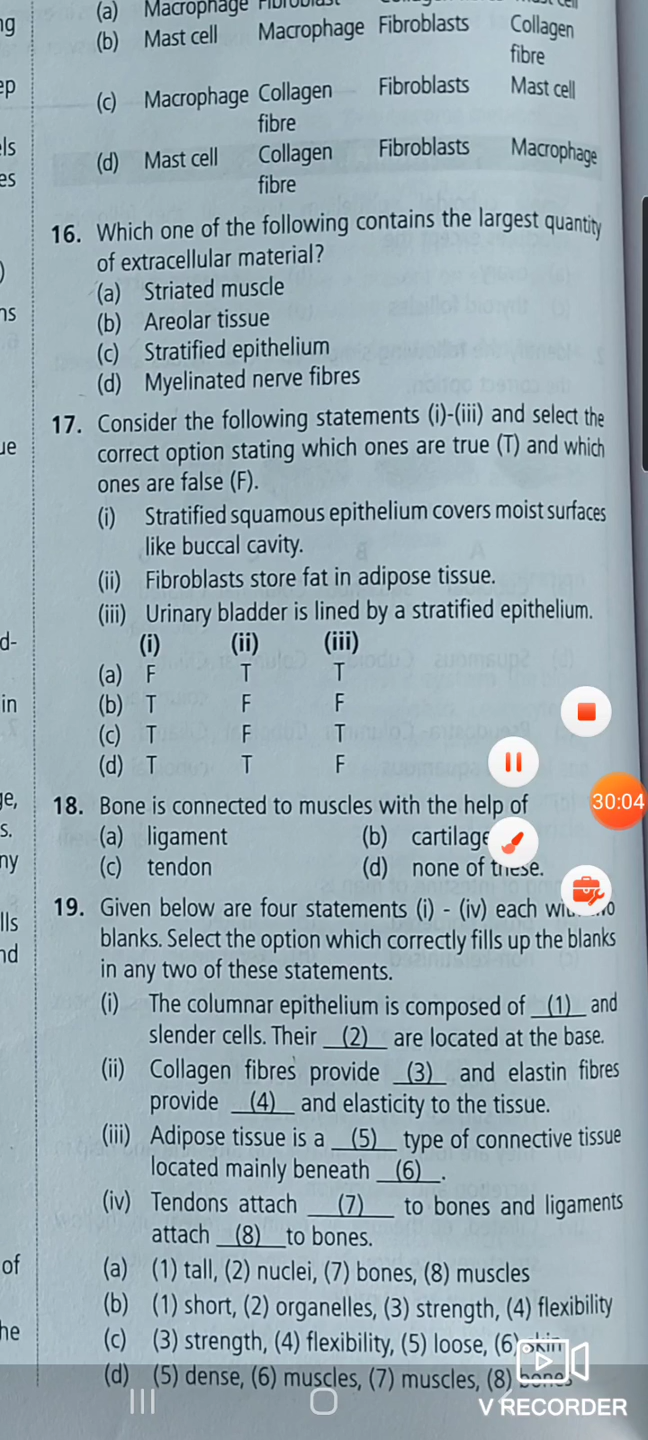 (a) Macrophage Fibroblast
(b) Mast cell Macrophage Fibroblasts Collagen
fibre
(c) Macrophage Collagen Fibroblasts Mast cell
fibre
(d) Mast cell Collagen Fibroblasts Macrophage
fibre
16. Which one of the following contains the largest quantity
of extracellular material?
(a) Striated muscle
(b) Areolar tissue
(c) Stratified epithelium
(d) Myelinated nerve fibres
17. Consider the following statements (i)-(iii) and select the
correct option stating which ones are true (T) and which
ones are false (F).
(i) Stratified squamous epithelium covers moist surfaces
like buccal cavity.
(ii) Fibroblasts store fat in adipose tissue.
(iii) Urinary bladder is lined by a stratified epithelium.
(i) (ii) (iii)
(a) F T T
(b) T F F
(c) T F T
(d) T T F
18. Bone is connected to muscles with the help of
(a) ligament (b) cartilage
(c) tendon (d) none of these.
30:04
19. Given below are four statements (i) - (iv) each with two
blanks. Select the option which correctly fills up the blanks
in any two of these statements.
(i) The columnar epithelium is composed of (1) and
slender cells. Their (2) are located at the base.
(ii) Collagen fibres provide (3) and elastin fibres
provide (4) and elasticity to the tissue.
(iii) Adipose tissue is a (5) type of connective tissue
located mainly beneath (6).
(iv) Tendons attach (7) to bones and ligaments
attach (8) to bones.
(a) (1) tall, (2) nuclei, (7) bones, (8) muscles
(b) (1) short, (2) organelles, (3) strength, (4) flexibility
(c) (3) strength, (4) flexibility, (5) loose, (6) skin
(d) (5) dense, (6) muscles, (7) muscles, (8) bones
V RECORDER